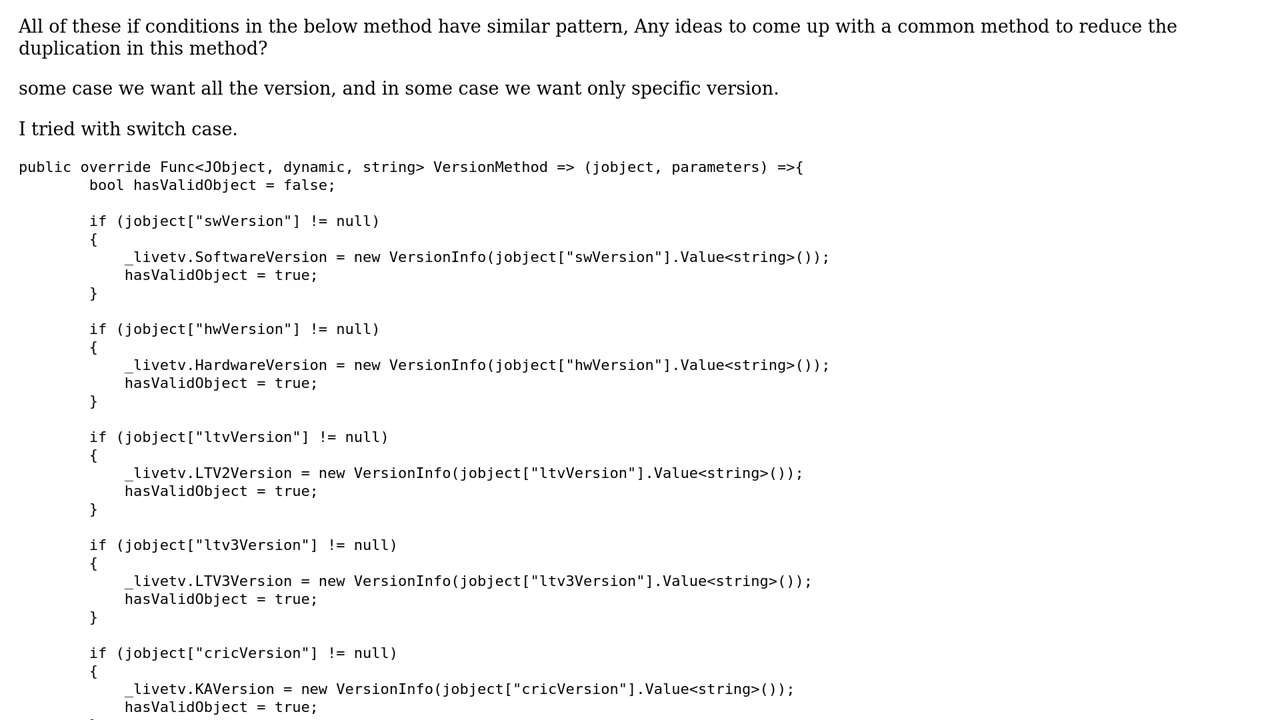 All of these if conditions in the below method have similar pattern, Any ideas to come up with a common method to reduce the
duplication in this method?
some case we want all the version, and in some case we want only specific version.
I tried with switch case.
public override Func<JObject, dynamic, string> VersionMethod => (jobject, parameters) =>{
        bool hasValidObject = false;

        if (jobject["swVersion"] != null)
        {
            _livetv.SoftwareVersion = new VersionInfo(jobject["swVersion"].Value<string>());
            hasValidObject = true;
        }

        if (jobject["hwVersion"] != null)
        {
            _livetv.HardwareVersion = new VersionInfo(jobject["hwVersion"].Value<string>());
            hasValidObject = true;
        }

        if (jobject["ltvVersion"] != null)
        {
            _livetv.LTV2Version = new VersionInfo(jobject["ltvVersion"].Value<string>());
            hasValidObject = true;
        }

        if (jobject["ltv3Version"] != null)
        {
            _livetv.LTV3Version = new VersionInfo(jobject["ltv3Version"].Value<string>());
            hasValidObject = true;
        }

        if (jobject["cricVersion"] != null)
        {
            _livetv.KAVersion = new VersionInfo(jobject["cricVersion"].Value<string>());
            hasValidObject = true;